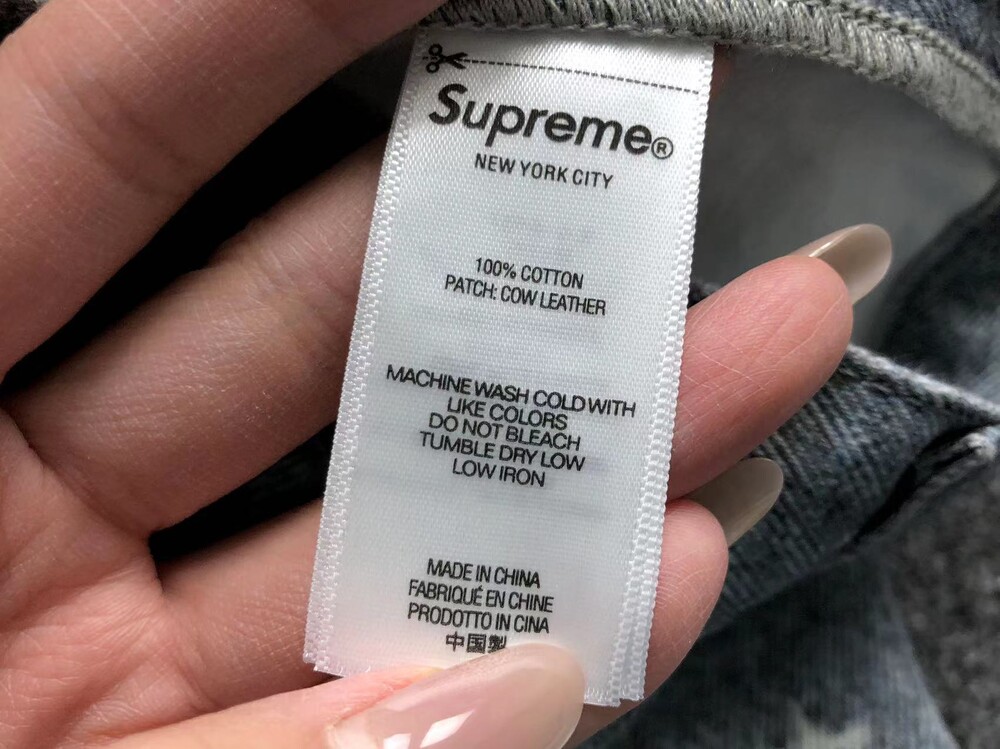 Supreme®
NEW YORK CITY
100% COTTON
PATCH: COW LEATHER
MACHINE WASH COLD WITH
LIKE COLORS
DO NOT BLEACH
TUMBLE DRY LOW
LOW IRON
MADE IN CHINA
FABRIQUÉ EN CHINE
PRODOTTO IN CINA
中国製